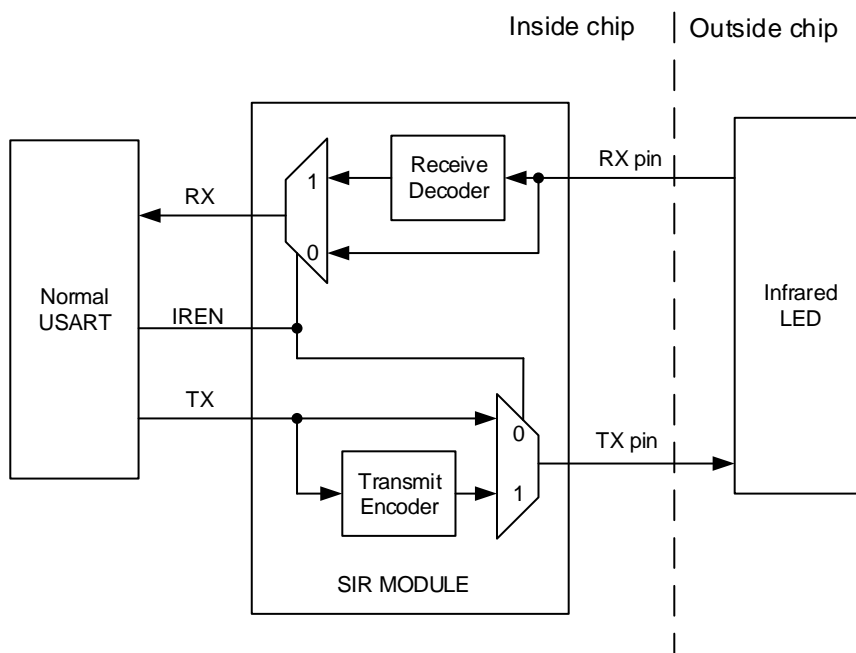 Inside chip
Outside chip
Receive
Decoder
RX pin
1
RX
0
Normal
USART
IREN
Infrared
LED
TX
0
TX pin
Transmit
Encoder
1
SIR MODULE